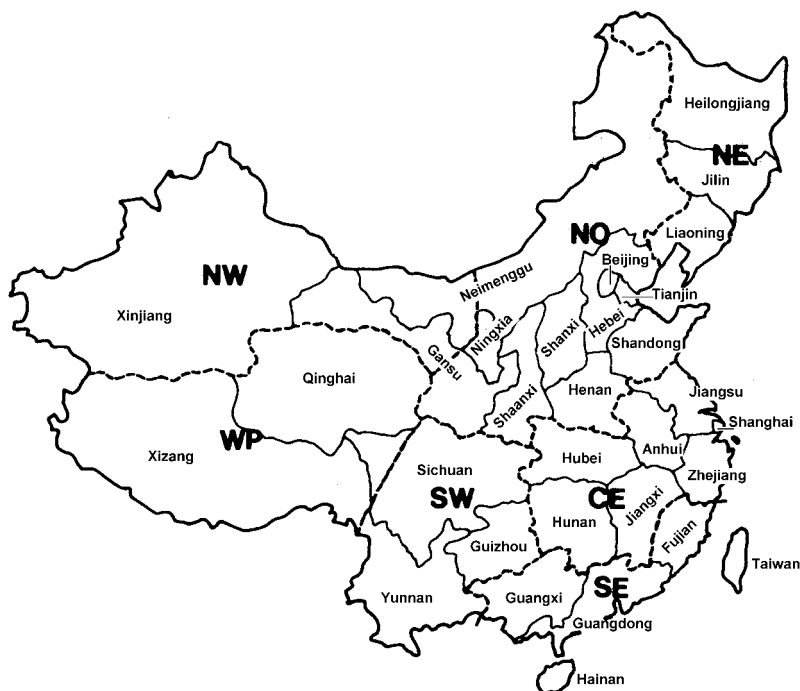 Heilongjiang
NE
Jilin
NO
Liaoning
Beijing
NW
Neimenggu
Tianjin
Xinjiang
Ningxia
Shanxi
Hebei
Gansu
Shandong
Qinghai
Shaanxi
Henan
Jiangsu
Shanghai
WP
Xizang
Sichuan
Hubei
Anhui
Zhejiang
SW
CE
Hunan
Jiangxi
Guizhou
Fujian
Taiwan
Yunnan
Guangxi
SE
Guangdong
Hainan